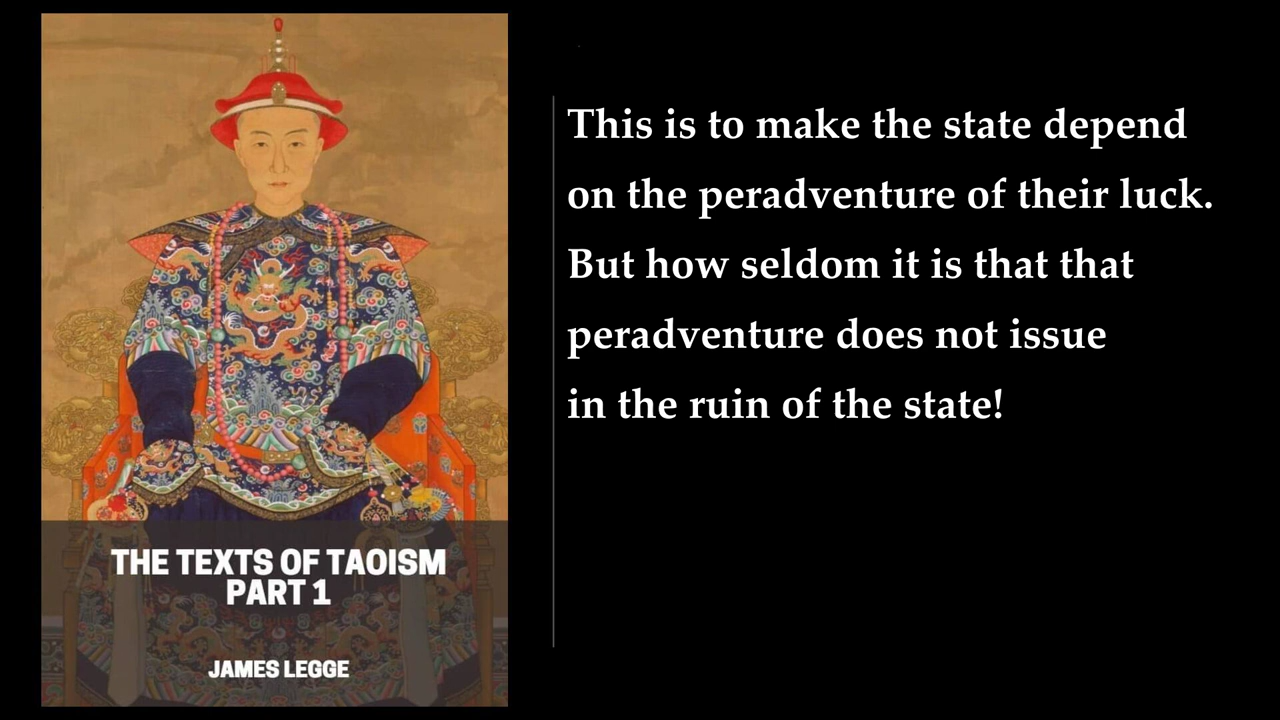 This is to make the state depend
on the peradventure of their luck.
But how seldom it is that that
peradventure does not issue
in the ruin of the state!
THE TEXTS OF TAOISM
PART 1
JAMES LEGGE